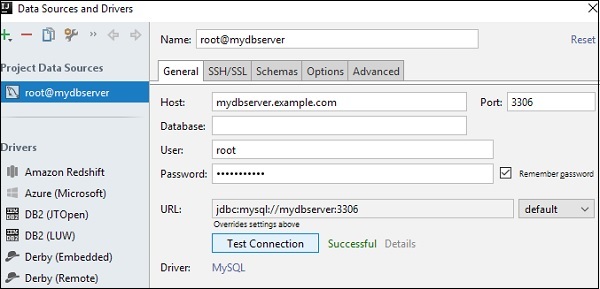 IJ Data Sources and Drivers
Name: root@mydbserver Reset
Project Data Sources
root@mydbserver
General SSH/SSL Schemas Options Advanced
Host: mydbserver.example.com Port: 3306
Database:
User: root
Password: ••••••••••• Remember password
URL: jdbc:mysql://mydbserver:3306 default
Overrides settings above
Test Connection Successful Details
Driver: MySQL
Drivers
Amazon Redshift
Azure (Microsoft)
DB2 (JTOpen)
DB2 (LUW)
Derby (Embedded)
Derby (Remote)